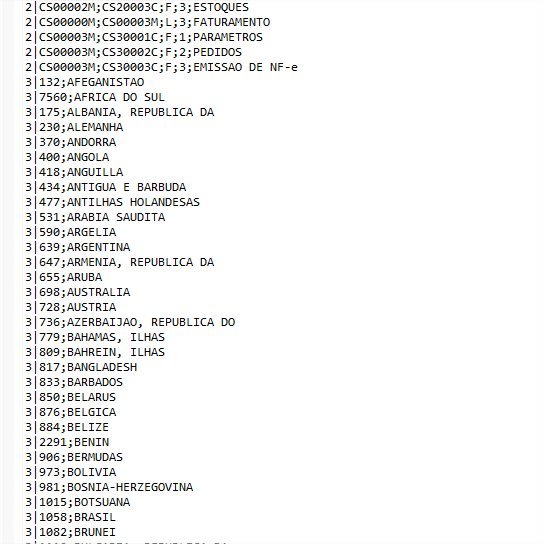 2|CS00002M;CS20003C;F;3;ESTOQUES
2|CS00000M;CS00003M;L;3;FATURAMENTO
2|CS00003M;CS30001C;F;1;PARAMETROS
2|CS00003M;CS30002C;F;2;PEDIDOS
2|CS00003M;CS30003C;F;3;EMISSAO DE NF-e
3|132;AFEGANISTAO
3|7560;AFRICA DO SUL
3|175;ALBANIA, REPUBLICA DA
3|230;ALEMANHA
3|370;ANDORRA
3|400;ANGOLA
3|418;ANGUILLA
3|434;ANTIGUA E BARBUDA
3|477;ANTILHAS HOLANDESAS
3|531;ARABIA SAUDITA
3|590;ARGELIA
3|639;ARGENTINA
3|647;ARMENIA, REPUBLICA DA
3|655;ARUBA
3|698;AUSTRALIA
3|728;AUSTRIA
3|736;AZERBAIJAO, REPUBLICA DO
3|779;BAHAMAS, ILHAS
3|809;BAHREIN, ILHAS
3|817;BANGLADESH
3|833;BARBADOS
3|850;BELARUS
3|876;BELGICA
3|884;BELIZE
3|2291;BENIN
3|906;BERMUDAS
3|973;BOLIVIA
3|981;BOSNIA-HERZEGOVINA
3|1015;BOTSUANA
3|1058;BRASIL
3|1082;BRUNEI